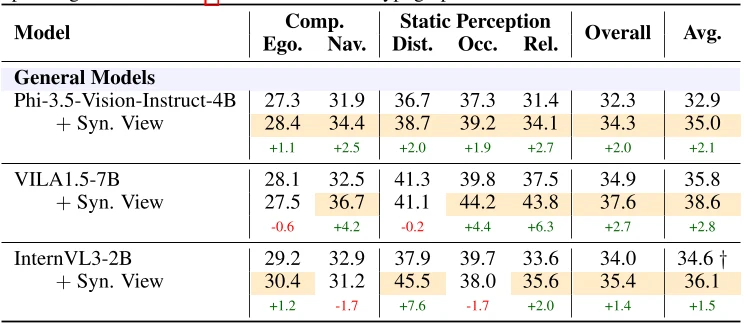 Model Comp. Static Perception Overall Avg.
Ego. Nav. Dist. Occ. Rel.
General Models
Phi-3.5-Vision-Instruct-4B 27.3 31.9 36.7 37.3 31.4 32.3 32.9
+ Syn. View 28.4 34.4 38.7 39.2 34.1 34.3 35.0
+1.1 +2.5 +2.0 +1.9 +2.7 +2.0 +2.1
VILA1.5-7B 28.1 32.5 41.3 39.8 37.5 34.9 35.8
+ Syn. View 27.5 36.7 41.1 44.2 43.8 37.6 38.6
-0.6 +4.2 -0.2 +4.4 +6.3 +2.7 +2.8
InternVL3-2B 29.2 32.9 37.9 39.7 33.6 34.0 34.6 †
+ Syn. View 30.4 31.2 45.5 38.0 35.6 35.4 36.1
+1.2 -1.7 +7.6 -1.7 +2.0 +1.4 +1.5